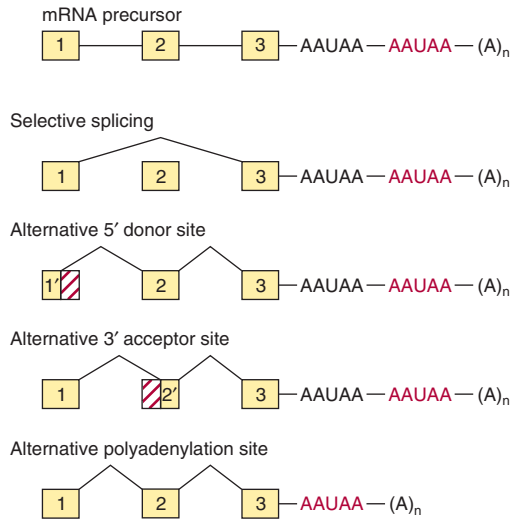 mRNA precursor
1 2 3 AAUAA AAUAA (A)n
Selective splicing
1 2 3 AAUAA AAUAA (A)n
Alternative 5′ donor site
1′ 2 3 AAUAA AAUAA (A)n
Alternative 3′ acceptor site
1 2′ 3 AAUAA AAUAA (A)n
Alternative polyadenylation site
1 2 3 AAUAA (A)n